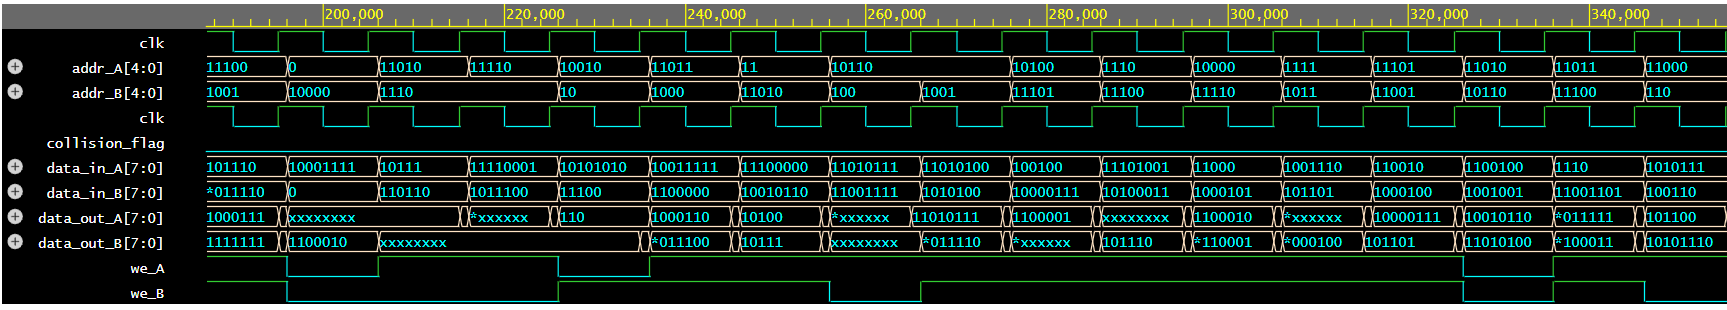 200,000 220,000 240,000 260,000 280,000 300,000 320,000 340,000
clk
addr_A[4:0] 11100 0 11010 11110 10010 11011 11 10110 10100 1110 10000 1111 11101 11010 11011 11000
addr_B[4:0] 1001 10000 1110 10 1000 11010 100 1001 11101 11100 11110 1011 11001 10110 11100 110
clk
collision_flag
data_in_A[7:0] 101110 10001111 10111 11110001 10101010 10011111 11100000 11010111 11010100 100100 11101001 11000 1001110 110010 1100100 1110 1010111
data_in_B[7:0] *011110 0 110110 1011100 11100 1100000 10010110 11001111 1010100 10000111 10100011 1000101 101101 1000100 1001001 11001101 100110
data_out_A[7:0] 1000111 xxxxxxxx *xxxxxx 110 1000110 10100 *xxxxxx 11010111 1100001 xxxxxxxx 1100010 *xxxxxx 10000111 10010110 *011111 101100
data_out_B[7:0] 1111111 1100010 xxxxxxxx *011100 10111 xxxxxxxx *011110 *xxxxxx 101110 *110001 *000100 101101 11010100 *100011 10101110
we_A
we_B